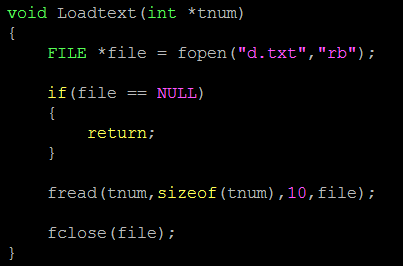 void Loadtext(int *tnum)
{
    FILE *file = fopen("d.txt","rb");
    if(file == NULL)
    {
        return;
    }
    fread(tnum,sizeof(tnum),10,file);
    fclose(file);
}